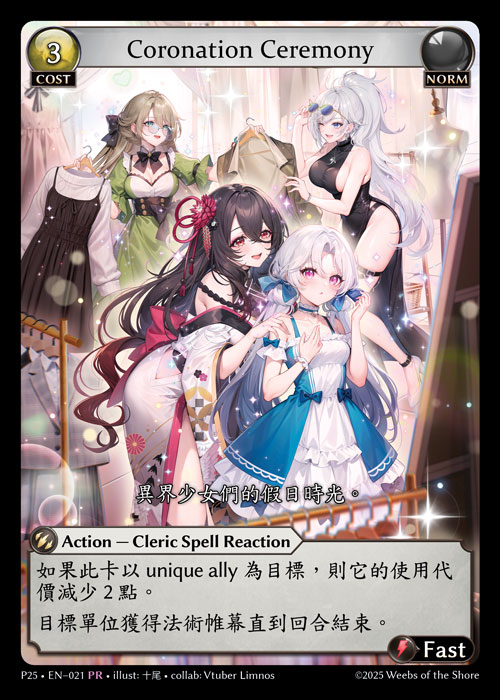 3
COST
Coronation Ceremony
NORM
異界少女們的假日時光。
Action — Cleric Spell Reaction
如果此卡以 unique ally 為目標，則它的使用代
價減少 2 點。
目標單位獲得法術帷幕直到回合結束。
Fast
P25 • EN–021 PR • illust: 十尾 • collab: Vtuber Limnos
©2025 Weebs of the Shore